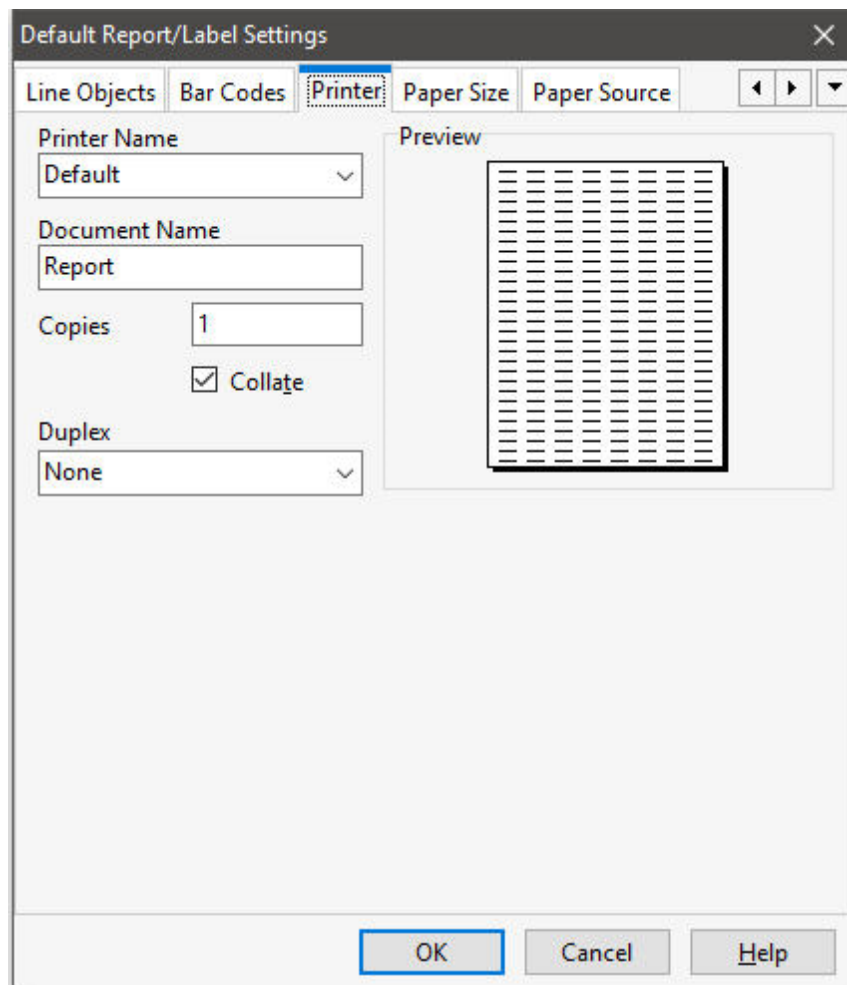 Default Report/Label Settings
Line Objects Bar Codes Printer Paper Size Paper Source
Printer Name
Default
Document Name
Report
Copies 1
Collate
Duplex
None
Preview
OK Cancel Help